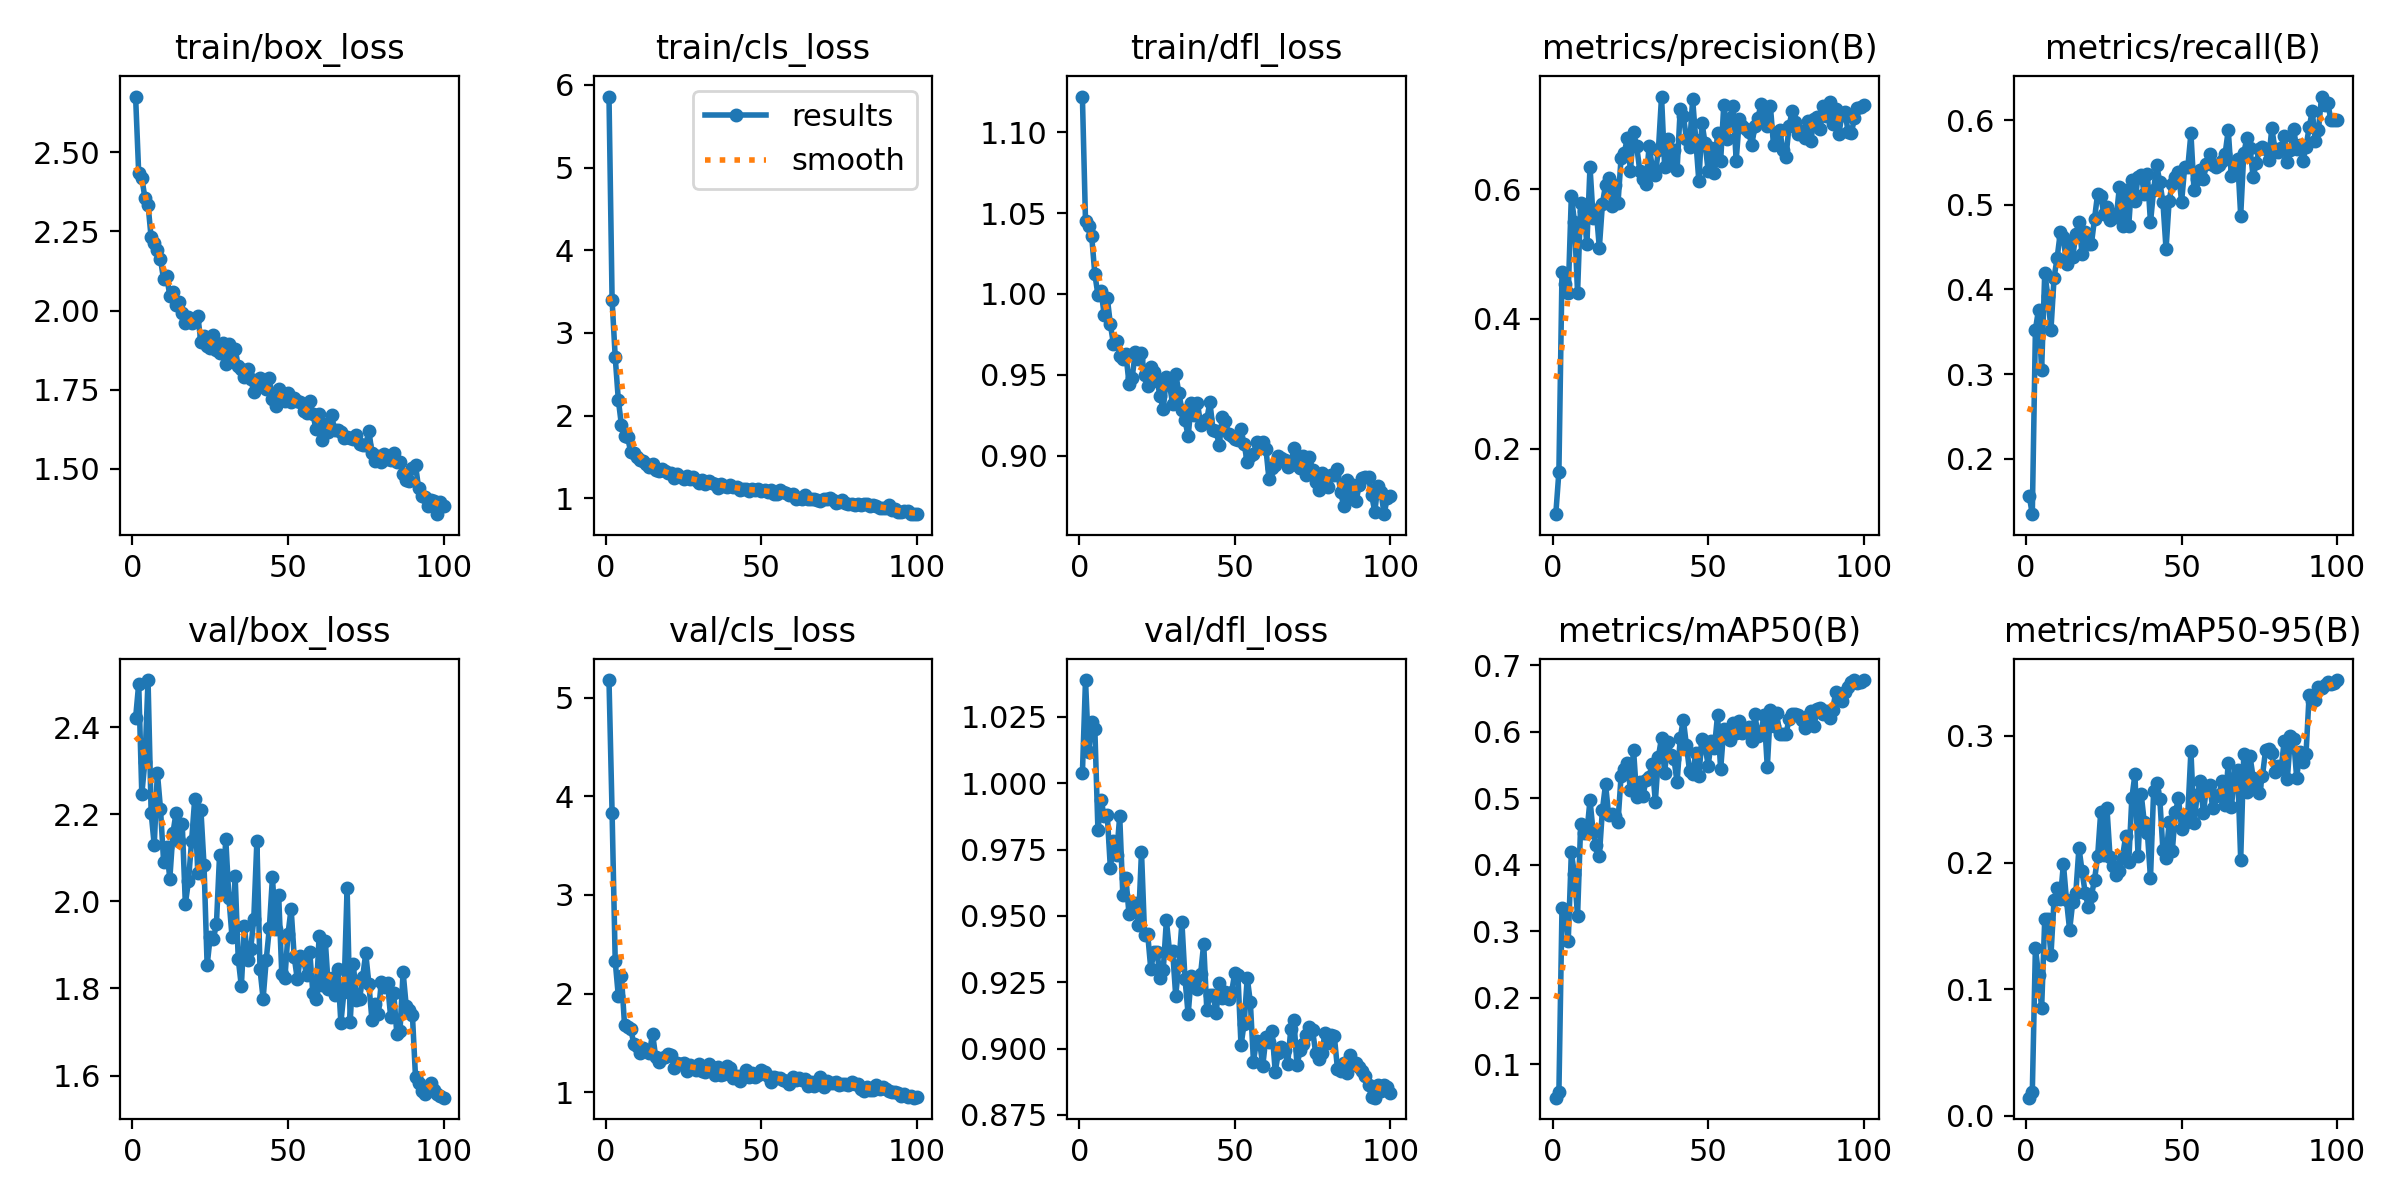 train/box_loss
2.50
2.25
2.00
1.75
1.50
0 50 100
train/cls_loss
results
smooth
6
5
4
3
2
1
0 50 100
train/dfl_loss
1.10
1.05
1.00
0.95
0.90
0 50 100
metrics/precision(B)
0.6
0.4
0.2
0 50 100
metrics/recall(B)
0.6
0.5
0.4
0.3
0.2
0 50 100
val/box_loss
2.4
2.2
2.0
1.8
1.6
0 50 100
val/cls_loss
5
4
3
2
1
0 50 100
val/dfl_loss
1.025
1.000
0.975
0.950
0.925
0.900
0.875
0 50 100
metrics/mAP50(B)
0.7
0.6
0.5
0.4
0.3
0.2
0.1
0 50 100
metrics/mAP50-95(B)
0.3
0.2
0.1
0.0
0 50 100